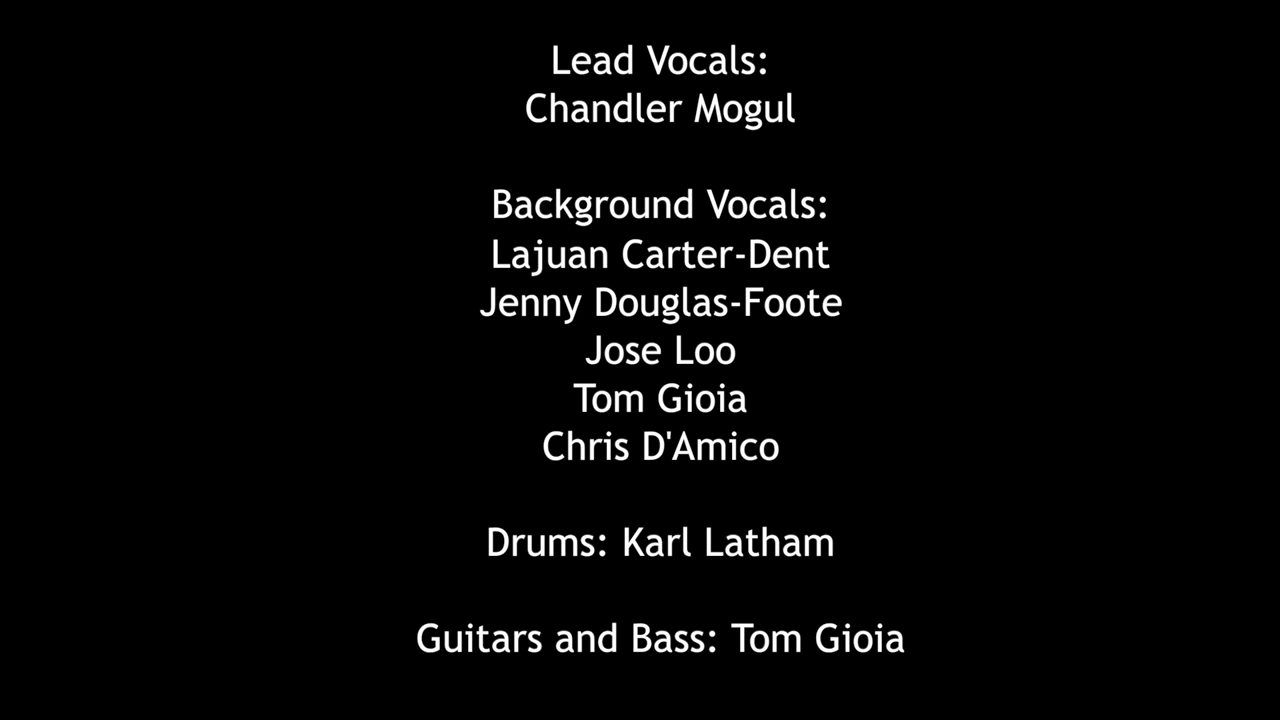 Lead Vocals:
Chandler Mogul
Background Vocals:
Lajuan Carter-Dent
Jenny Douglas-Foote
Jose Loo
Tom Gioia
Chris D'Amico
Drums: Karl Latham
Guitars and Bass: Tom Gioia